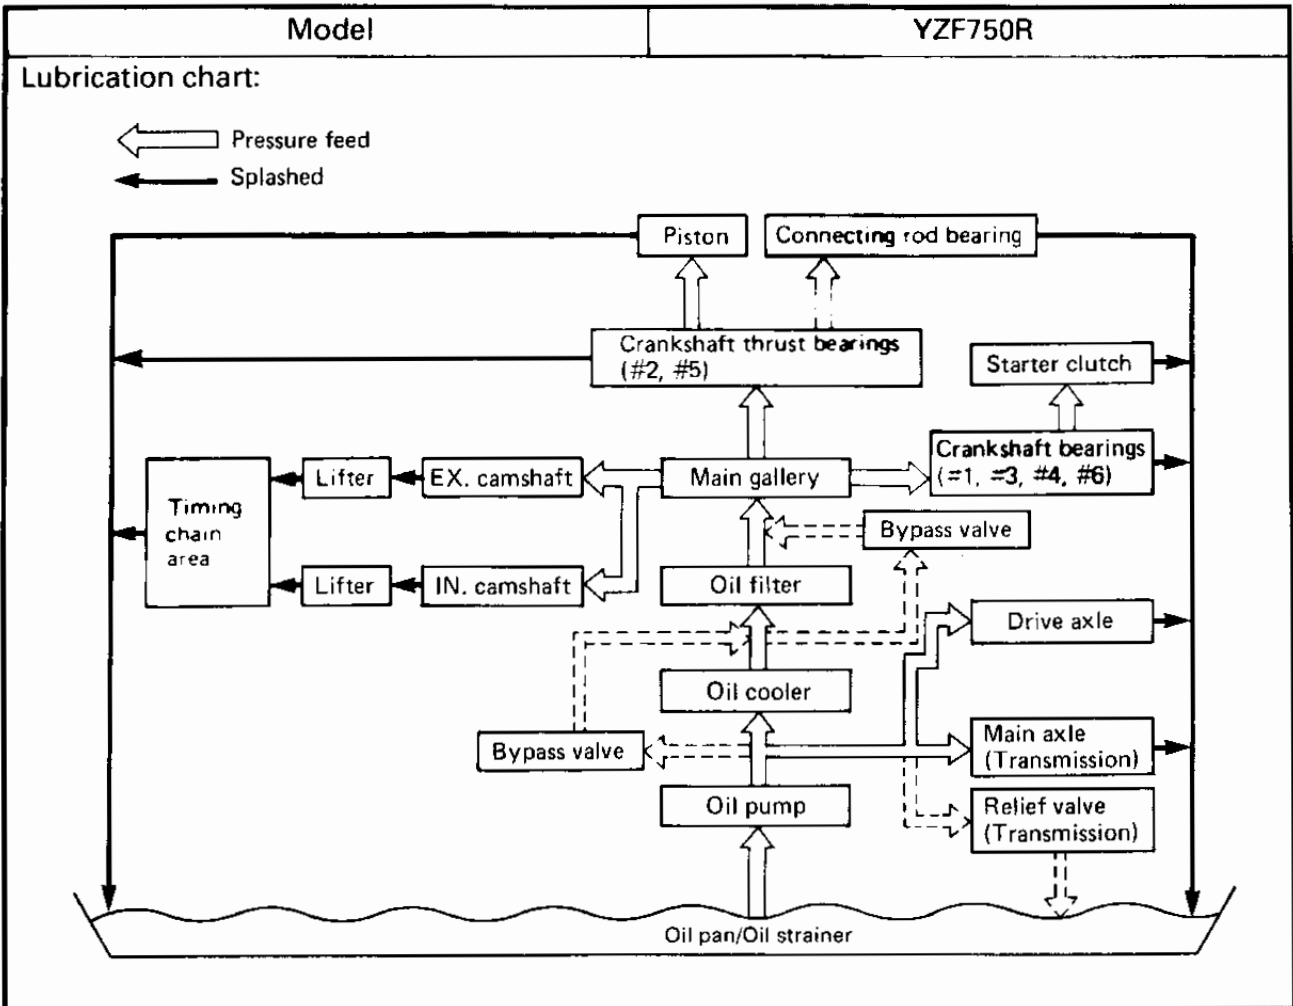 Model
YZF750R
Lubrication chart:
Pressure feed
Splashed
Piston
Connecting rod bearing
Crankshaft thrust bearings
(#2, #5)
Starter clutch
Crankshaft bearings
(#1, #3, #4, #6)
Timing
chain
area
Lifter
EX. camshaft
Main gallery
Bypass valve
Lifter
IN. camshaft
Oil filter
Drive axle
Oil cooler
Bypass valve
Main axle
(Transmission)
Oil pump
Relief valve
(Transmission)
Oil pan/Oil strainer